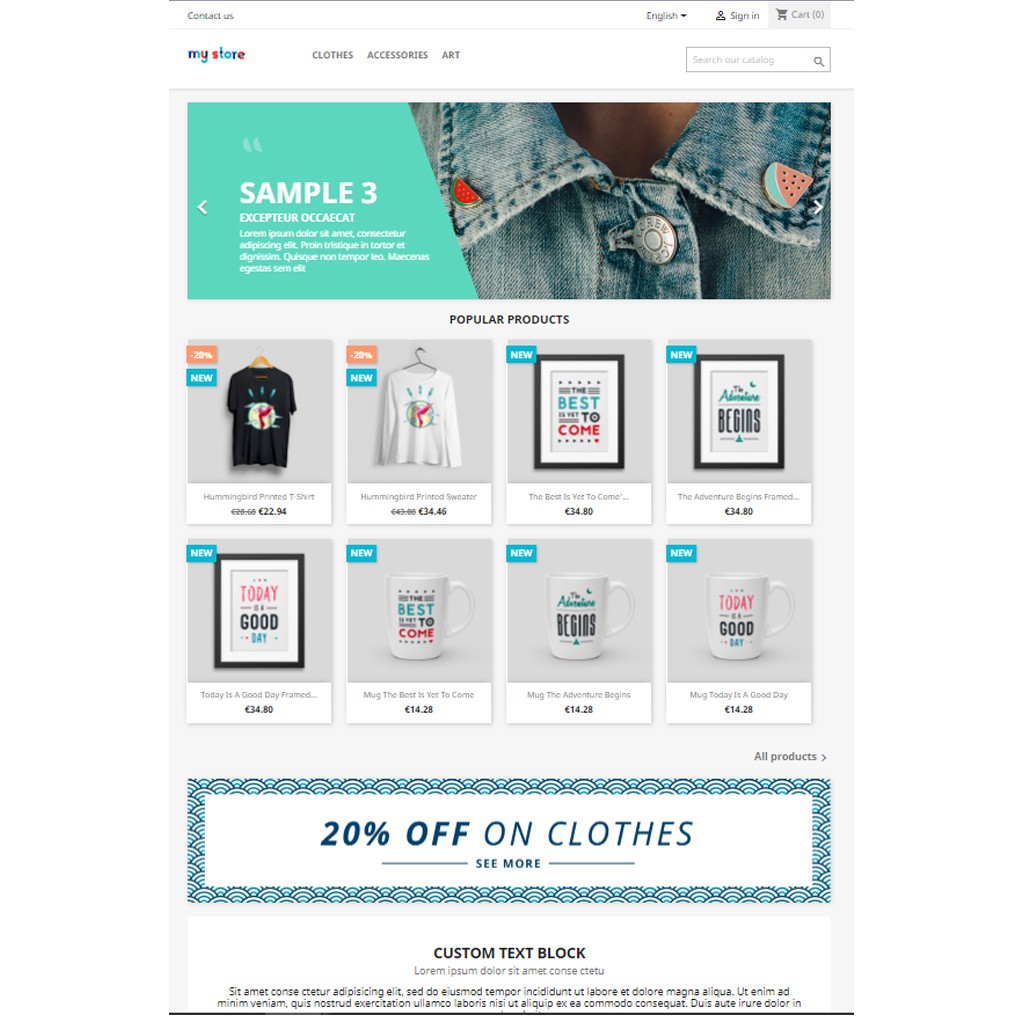 Contact us
English
Sign in
Cart (0)
my store
CLOTHES ACCESSORIES ART
Search our catalog
SAMPLE 3
EXCEPTEUR OCCAECAT
Lorem ipsum dolor sit amet, consectetur
adipiscing elit. Proin tristique in tortor et
dignissim. Quisque non tempor leo. Maecenas
egestas sem elit
POPULAR PRODUCTS
-20%
NEW
Hummingbird Printed T-Shirt
€28.68 €22.94
-20%
NEW
Hummingbird Printed Sweater
€43.08 €34.46
NEW
THE
BEST
IS YET TO
COME
The Best Is Yet To Come'...
€34.80
NEW
The
Adventure
BEGINS
The Adventure Begins Framed...
€34.80
NEW
TODAY
IS A
GOOD
DAY
Today Is A Good Day Framed...
€34.80
NEW
THE
BEST
IS YET TO
COME
Mug The Best Is Yet To Come
€14.28
NEW
The
Adventure
BEGINS
Mug The Adventure Begins
€14.28
NEW
TODAY
IS A
GOOD
DAY
Mug Today Is A Good Day
€14.28
All products
20% OFF ON CLOTHES
SEE MORE
CUSTOM TEXT BLOCK
Lorem ipsum dolor sit amet conse ctetu
Sit amet conse ctetur adipisicing elit, sed do eiusmod tempor incididunt ut labore et dolore magna aliqua. Ut enim ad
minim veniam, quis nostrud exercitation ullamco laboris nisi ut aliquip ex ea commodo consequat. Duis aute irure dolor in